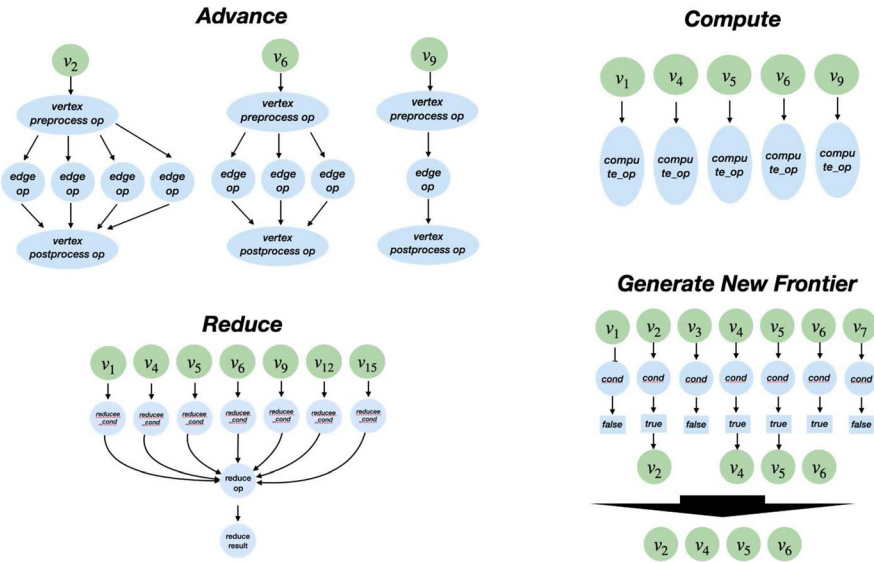 Advance
v2
v6
v9
vertex
preprocess op
vertex
preprocess op
vertex
preprocess op
edge
op
edge
op
edge
op
edge
op
edge
op
edge
op
edge
op
edge
op
vertex
postprocess op
vertex
postprocess op
vertex
postprocess op
Compute
v1
v4
v5
v6
v9
compu
te_op
compu
te_op
compu
te_op
compu
te_op
compu
te_op
Reduce
v1
v4
v5
v6
v9
v12
v15
reducee
_cond
reducee
_cond
reducee
_cond
reducee
_cond
reducee
_cond
reducee
_cond
reducee
_cond
reduce
op
reduce
result
Generate New Frontier
v1
v2
v3
v4
v5
v6
v7
cond
cond
cond
cond
cond
cond
cond
false
true
false
true
true
true
false
v2
v4
v5
v6
v2
v4
v5
v6